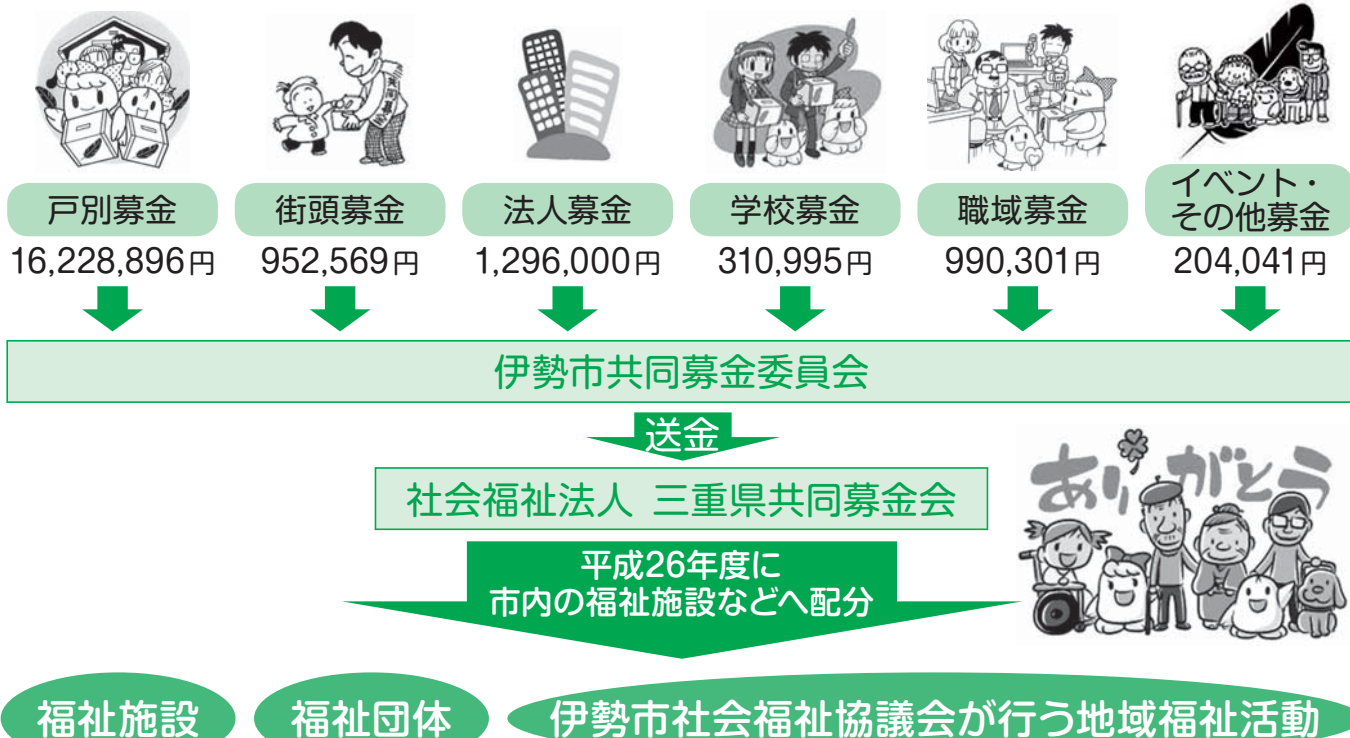 戸別募金
街頭募金
法人募金
学校募金
職域募金
イベント・
その他募金
16,228,896円
952,569円
1,296,000円
310,995円
990,301円
204,041円
伊勢市共同募金委員会
送金
社会福祉法人 三重県共同募金会
ありがとう
平成26年度に
市内の福祉施設などへ配分
福祉施設
福祉団体
伊勢市社会福祉協議会が行う地域福祉活動